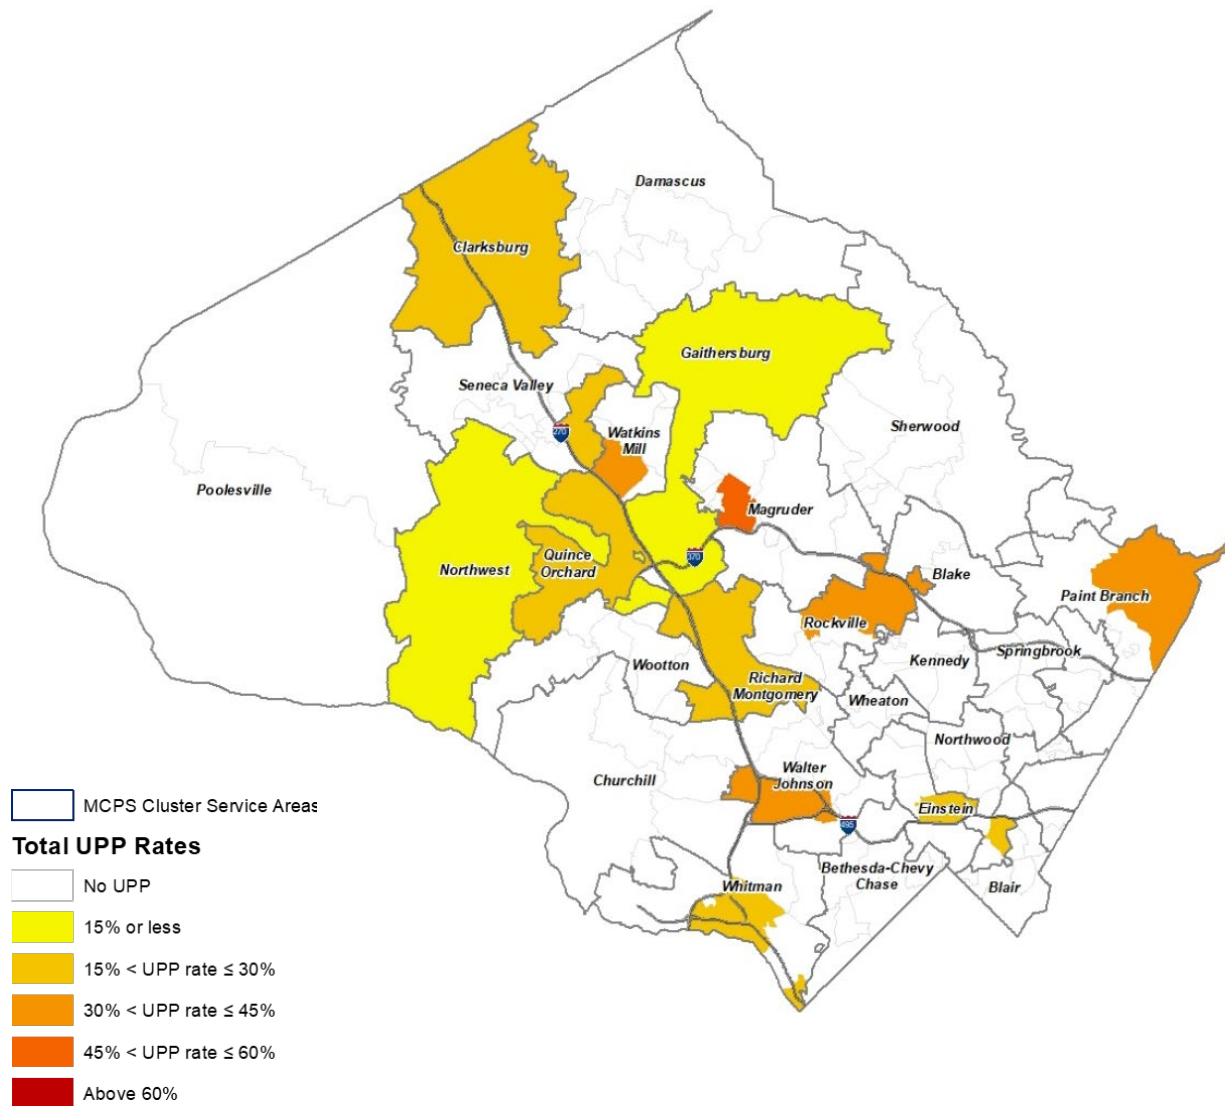 Damascus
Clarksburg
Gaithersburg
Seneca Valley
270
Watkins
Mill
Sherwood
Poolesville
Magruder
Northwest
Quince
Orchard
370
Blake
Paint Branch
Rockville
Wootton
Kennedy
Springbrook
Richard
Montgomery
Wheaton
Northwood
Churchill
Walter
Johnson
Einstein
495
Whitman
Bethesda-Chevy
Chase
Blair
MCPS Cluster Service Areas
Total UPP Rates
No UPP
15% or less
15% < UPP rate ≤ 30%
30% < UPP rate ≤ 45%
45% < UPP rate ≤ 60%
Above 60%